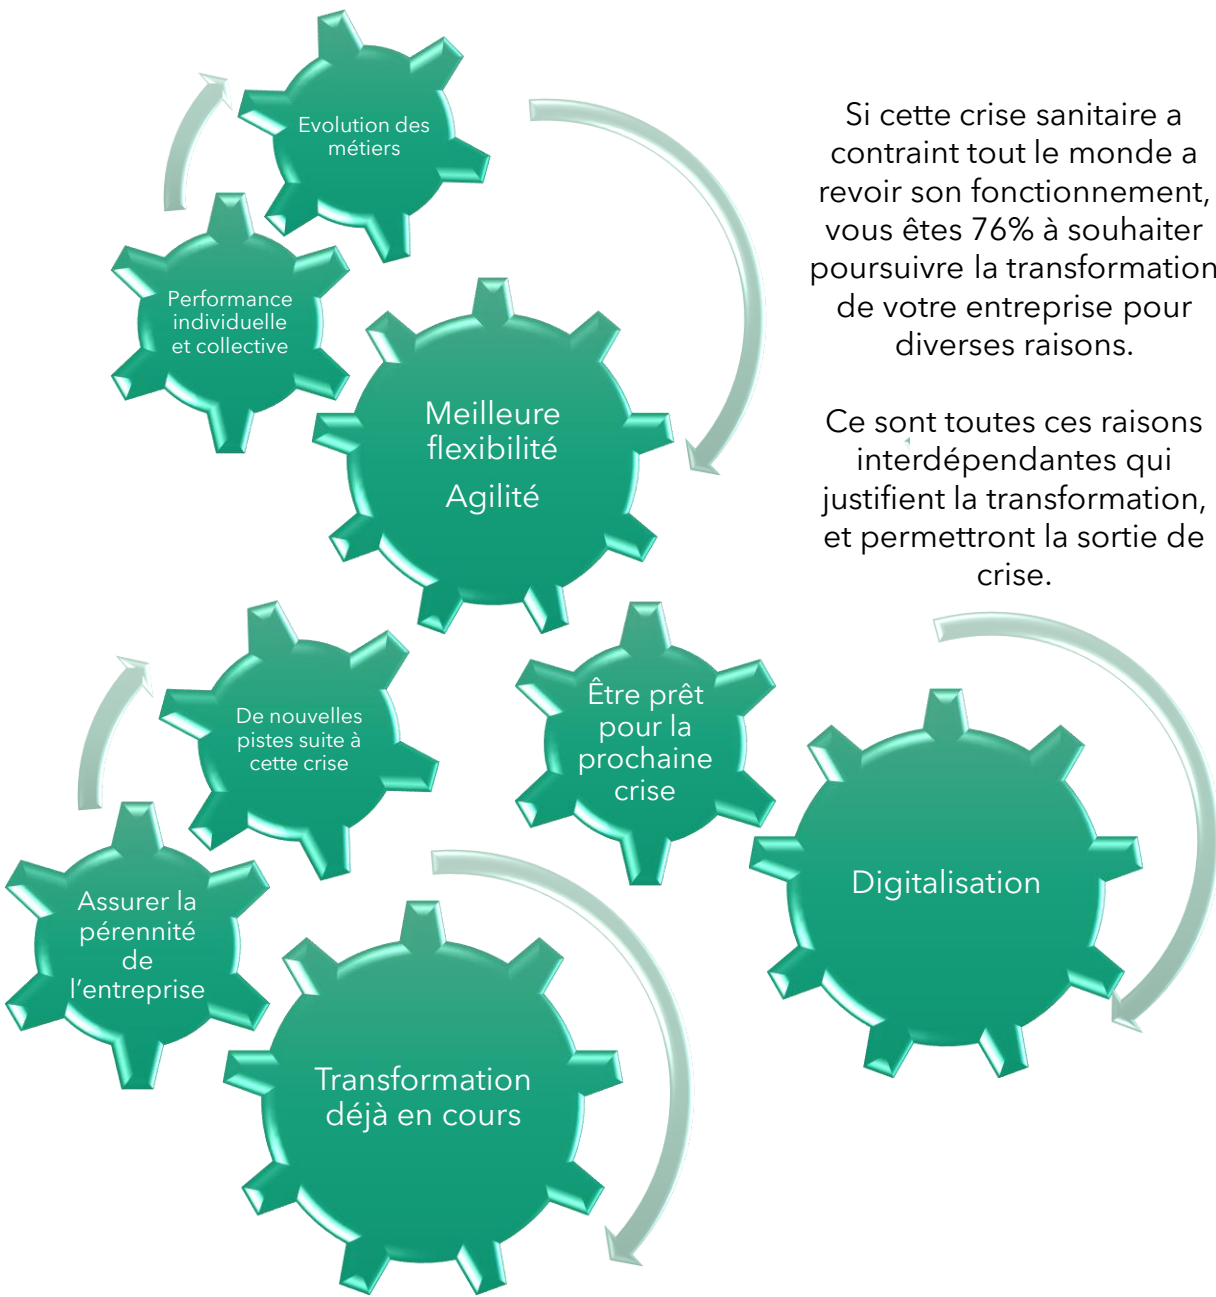 Evolution des
métiers
Performance
individuelle
et collective
Meilleure
flexibilité
Agilité
Si cette crise sanitaire a
contraint tout le monde a
revoir son fonctionnement,
vous êtes 76% à souhaiter
poursuivre la transformation
de votre entreprise pour
diverses raisons.
Ce sont toutes ces raisons
interdépendantes qui
justifient la transformation,
et permettront la sortie de
crise.
De nouvelles
pistes suite à
cette crise
Être prêt
pour la
prochaine
crise
Assurer la
pérennité
de
l'entreprise
Digitalisation
Transformation
déjà en cours